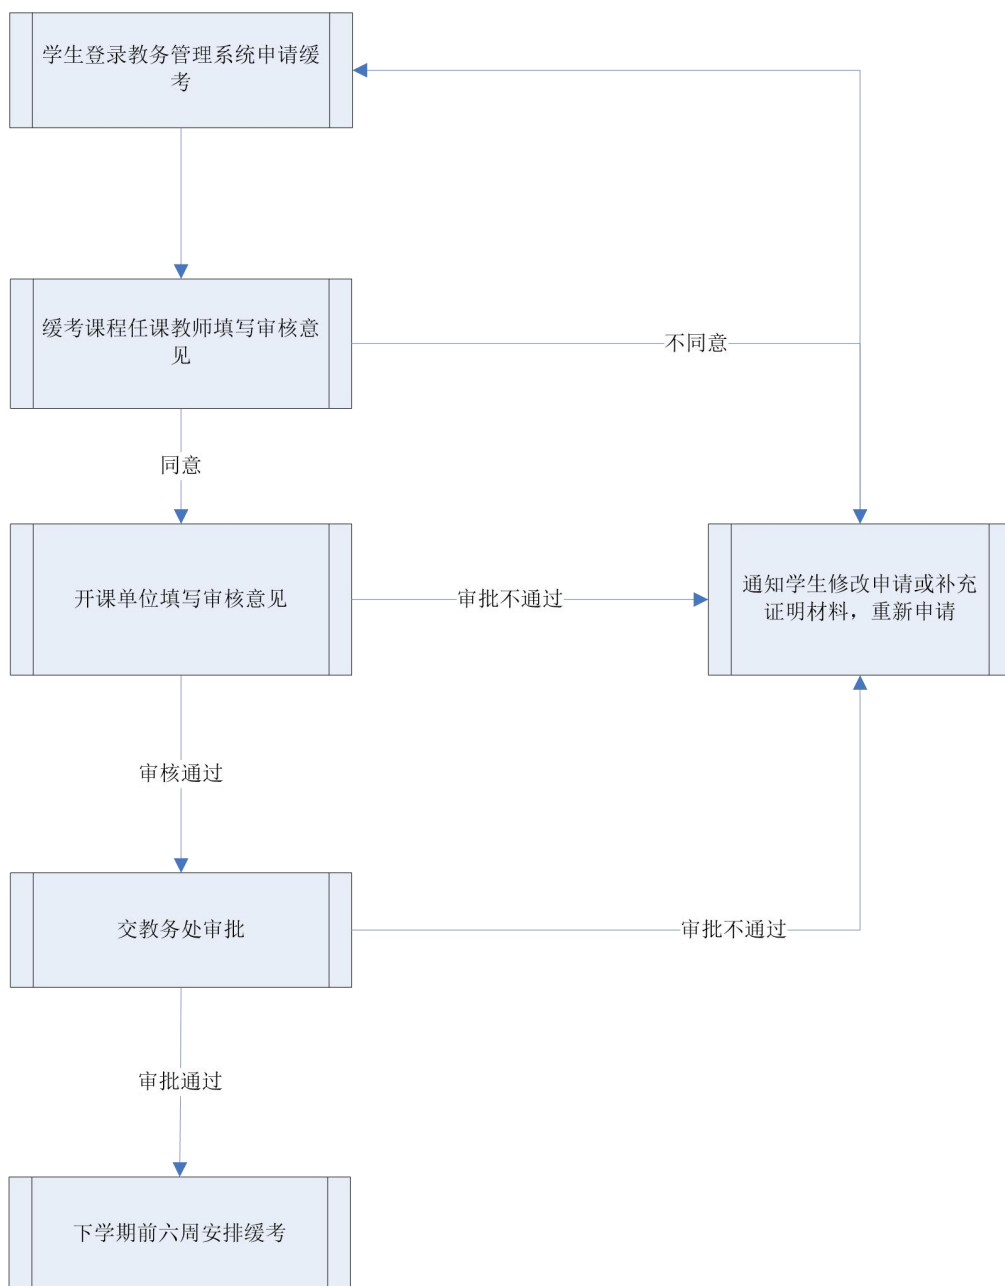 学生登录教务管理系统申请缓
考
缓考课程任课教师填写审核意
见
不同意
同意
开课单位填写审核意见
审批不通过
通知学生修改申请或补充
证明材料，重新申请
审核通过
交教务处审批
审批不通过
审批通过
下学期前六周安排缓考